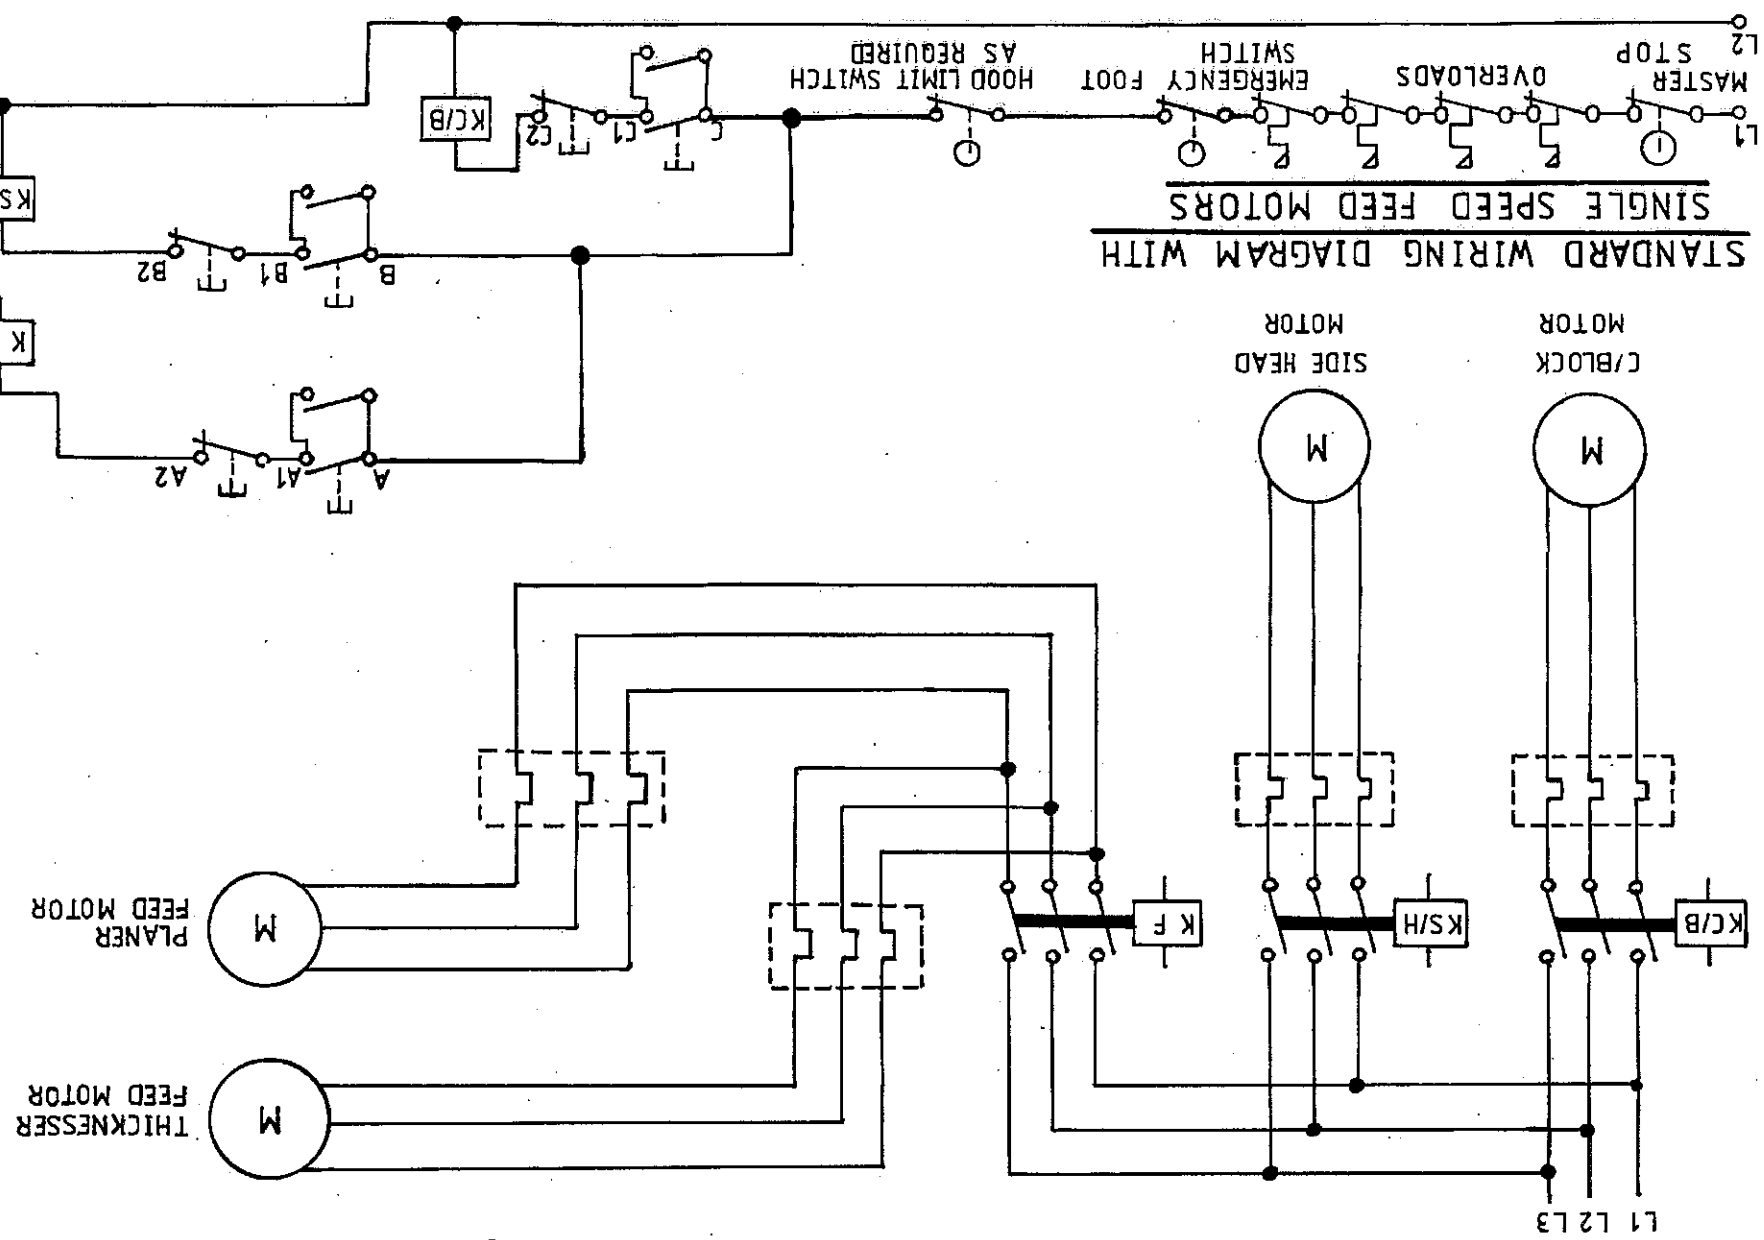 L1 L2 L3
THICKNESSER
FEED MOTOR
M
KC/B
KS/H
K F
M
PLANER
FEED MOTOR
M
M
C/BLOCK
MOTOR
SIDE HEAD
MOTOR
A
A1
A2
K
STANDARD WIRING DIAGRAM WITH
SINGLE SPEED FEED MOTORS
B
B1
B2
KS
L1
MASTER
STOP
OVERLOADS
EMERGENCY FOOT
SWITCH
HOOD LIMIT SWITCH
AS REQUIRED
C
C1
C2
KC/B
L2